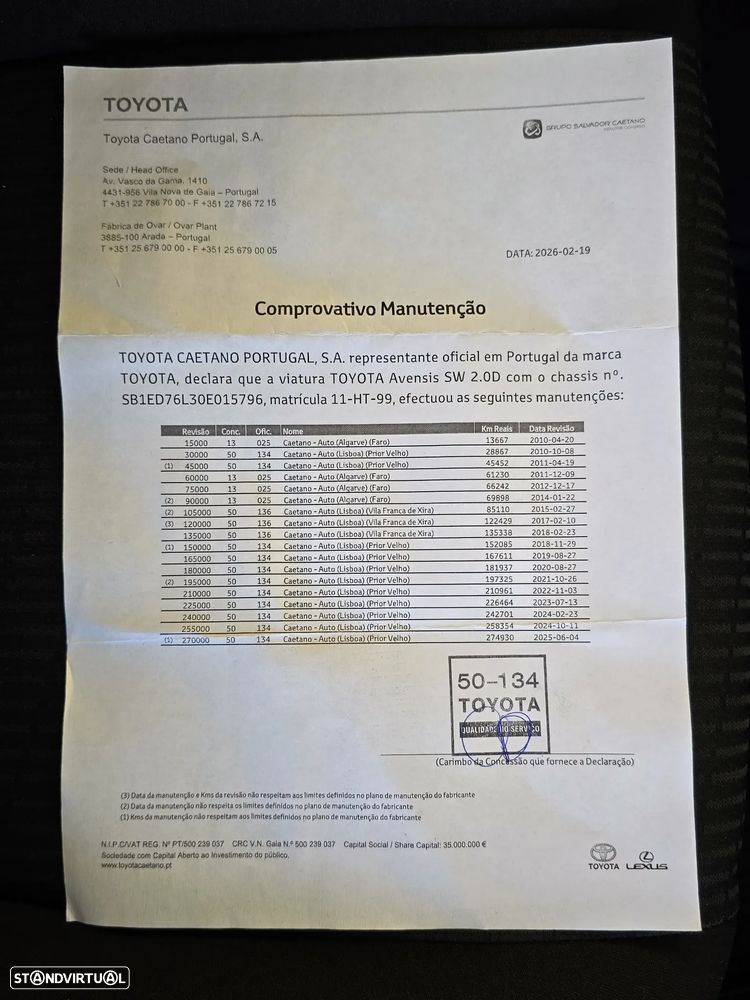 TOYOTA
Toyota Caetano Portugal, S.A.
GRUPO SALVADOR CAETANO
Sede / Head Office
Av. Vasco da Gama, 1410
4431-956 Vila Nova de Gaia – Portugal
T +351 22 786 70 00 - F +351 22 786 72 15
Fábrica de Ovar / Ovar Plant
3885-100 Arada – Portugal
T +351 25 679 00 00 - F +351 25 679 00 05
DATA: 2026-02-19
Comprovativo Manutenção
TOYOTA CAETANO PORTUGAL, S.A. representante oficial em Portugal da marca
TOYOTA, declara que a viatura TOYOTA Avensis SW 2.0D com o chassis nº.
SB1ED76L30E015796, matrícula 11-HT-99, efectuou as seguintes manutenções:
Revisão Conc. Ofic. Nome Km Reais Data Revisão
15000 13 025 Caetano - Auto (Algarve) (Faro) 13667 2010-04-20
30000 50 134 Caetano - Auto (Lisboa) (Prior Velho) 28867 2010-10-08
(1) 45000 50 134 Caetano - Auto (Lisboa) (Prior Velho) 45452 2011-04-19
60000 13 025 Caetano - Auto (Algarve) (Faro) 61230 2011-12-09
75000 13 025 Caetano - Auto (Algarve) (Faro) 66242 2012-12-17
(2) 90000 13 025 Caetano - Auto (Algarve) (Faro) 69898 2014-01-22
(2) 105000 50 136 Caetano - Auto (Lisboa) (Vila Franca de Xira) 85110 2015-02-27
(3) 120000 50 136 Caetano - Auto (Lisboa) (Vila Franca de Xira) 122429 2017-02-10
135000 50 136 Caetano - Auto (Lisboa) (Vila Franca de Xira) 135338 2018-02-23
(1) 150000 50 134 Caetano - Auto (Lisboa) (Prior Velho) 152085 2018-11-29
165000 50 134 Caetano - Auto (Lisboa) (Prior Velho) 167611 2019-08-27
180000 50 134 Caetano - Auto (Lisboa) (Prior Velho) 181937 2020-08-27
(2) 195000 50 134 Caetano - Auto (Lisboa) (Prior Velho) 197325 2021-10-26
210000 50 134 Caetano - Auto (Lisboa) (Prior Velho) 210961 2022-11-03
225000 50 134 Caetano - Auto (Lisboa) (Prior Velho) 226464 2023-07-13
240000 50 134 Caetano - Auto (Lisboa) (Prior Velho) 242701 2024-02-23
255000 50 134 Caetano - Auto (Lisboa) (Prior Velho) 258354 2024-10-11
(1) 270000 50 134 Caetano - Auto (Lisboa) (Prior Velho) 274930 2025-06-04
50-134
TOYOTA
QUALIDADE NO SERVIÇO
(Carimbo da Concessão que fornece a Declaração)
(3) Data da manutenção e Kms da revisão não respeitam aos limites definidos no plano de manutenção do fabricante
(2) Data da manutenção não respeita os limites definidos no plano de manutenção do fabricante
(1) Kms da manutenção não respeitam aos limites definidos no plano de manutenção do fabricante
N.I.P.C/VAT REG. Nº PT/500 239 037 CRC V.N. Gaia N.º 500 239 037 Capital Social / Share Capital: 35.000.000 €
Sociedade com Capital Aberto ao Investimento do público.
www.toyotacaetano.pt
TOYOTA LEXUS
STANDVIRTUAL